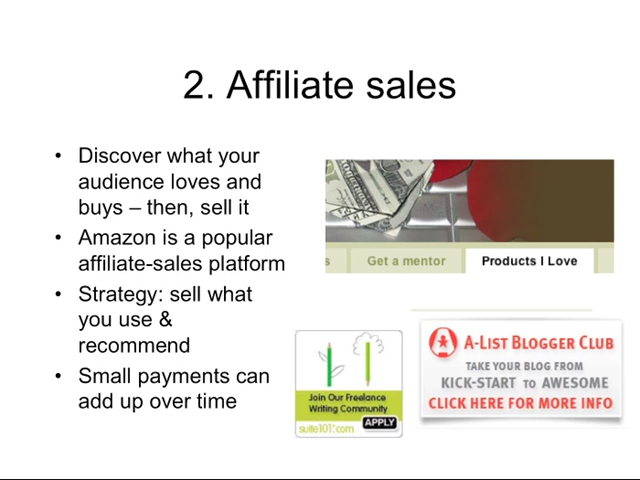 2. Affiliate sales
• Discover what your
audience loves and
buys – then, sell it
• Amazon is a popular
affiliate-sales platform
• Strategy: sell what
you use &
recommend
• Small payments can
add up over time
s Get a mentor Products I Love
Join Our Freelance
Writing Community
suite101.com APPLY
A-LIST BLOGGER CLUB
TAKE YOUR BLOG FROM
KICK-START TO AWESOME
CLICK HERE FOR MORE INFO